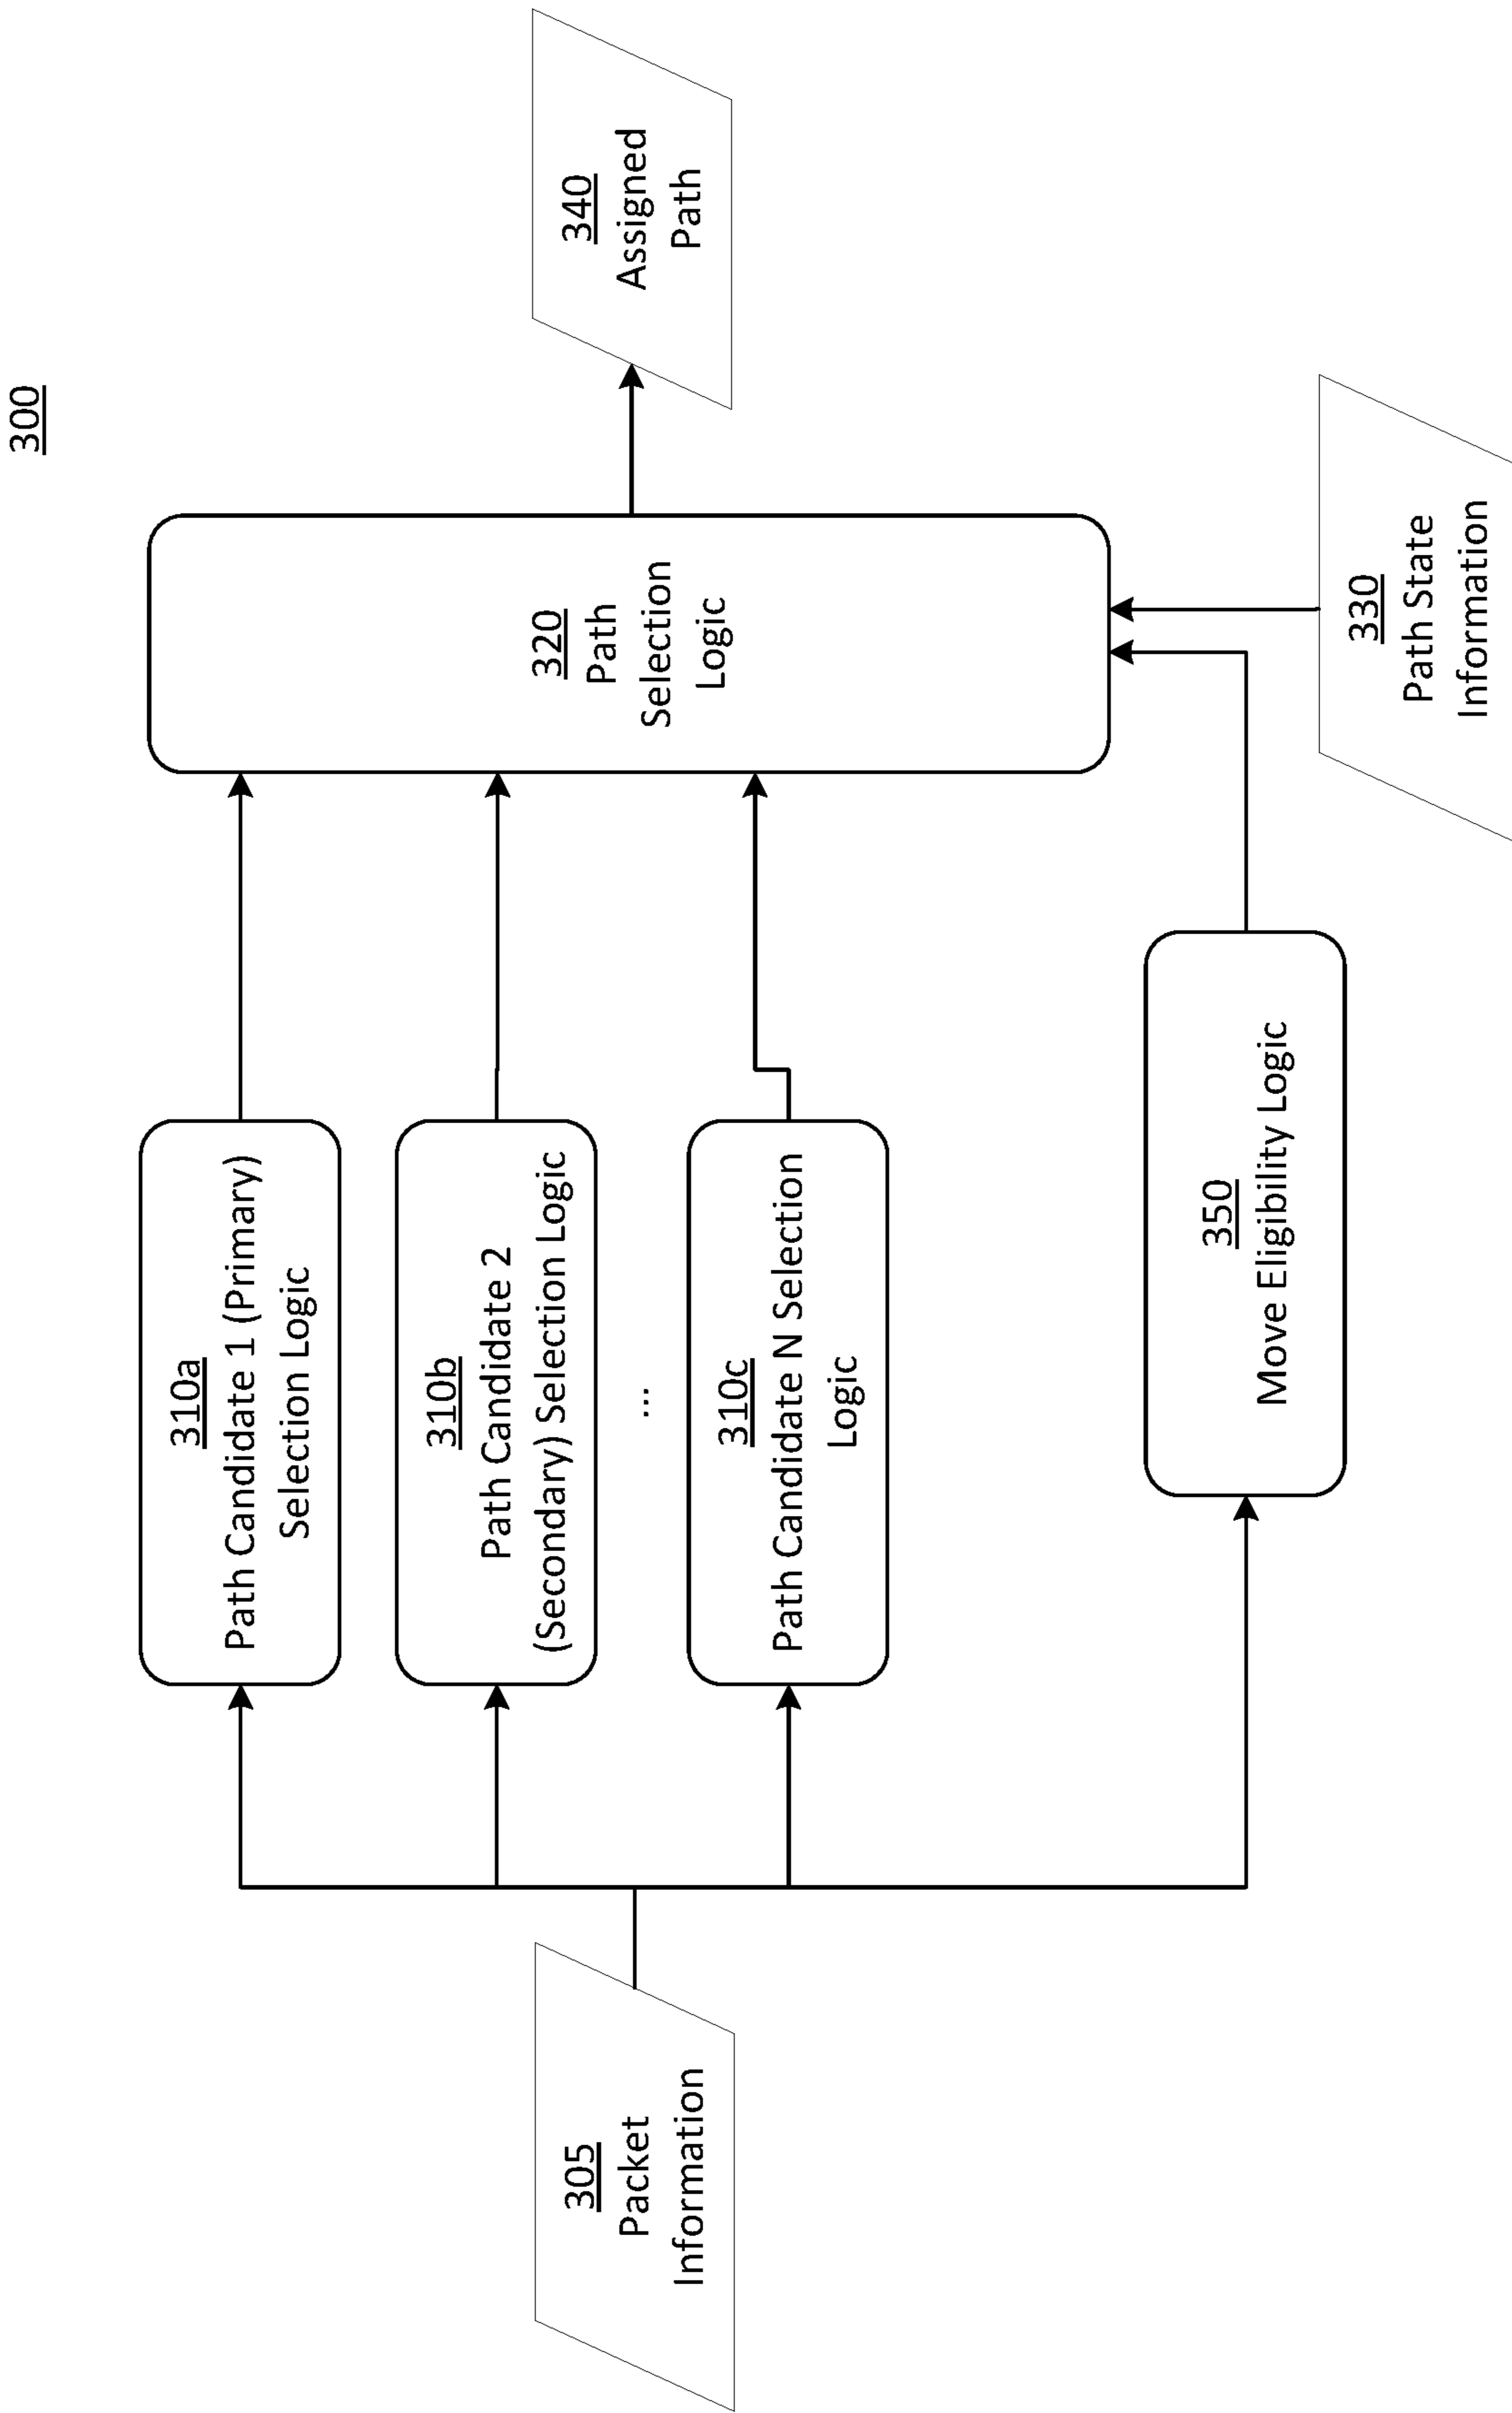 300
305
Packet
Information
310a
Path Candidate 1 (Primary)
Selection Logic
310b
Path Candidate 2
(Secondary) Selection Logic
...
310c
Path Candidate N Selection
Logic
350
Move Eligibility Logic
320
Path
Selection
Logic
330
Path State
Information
340
Assigned
Path